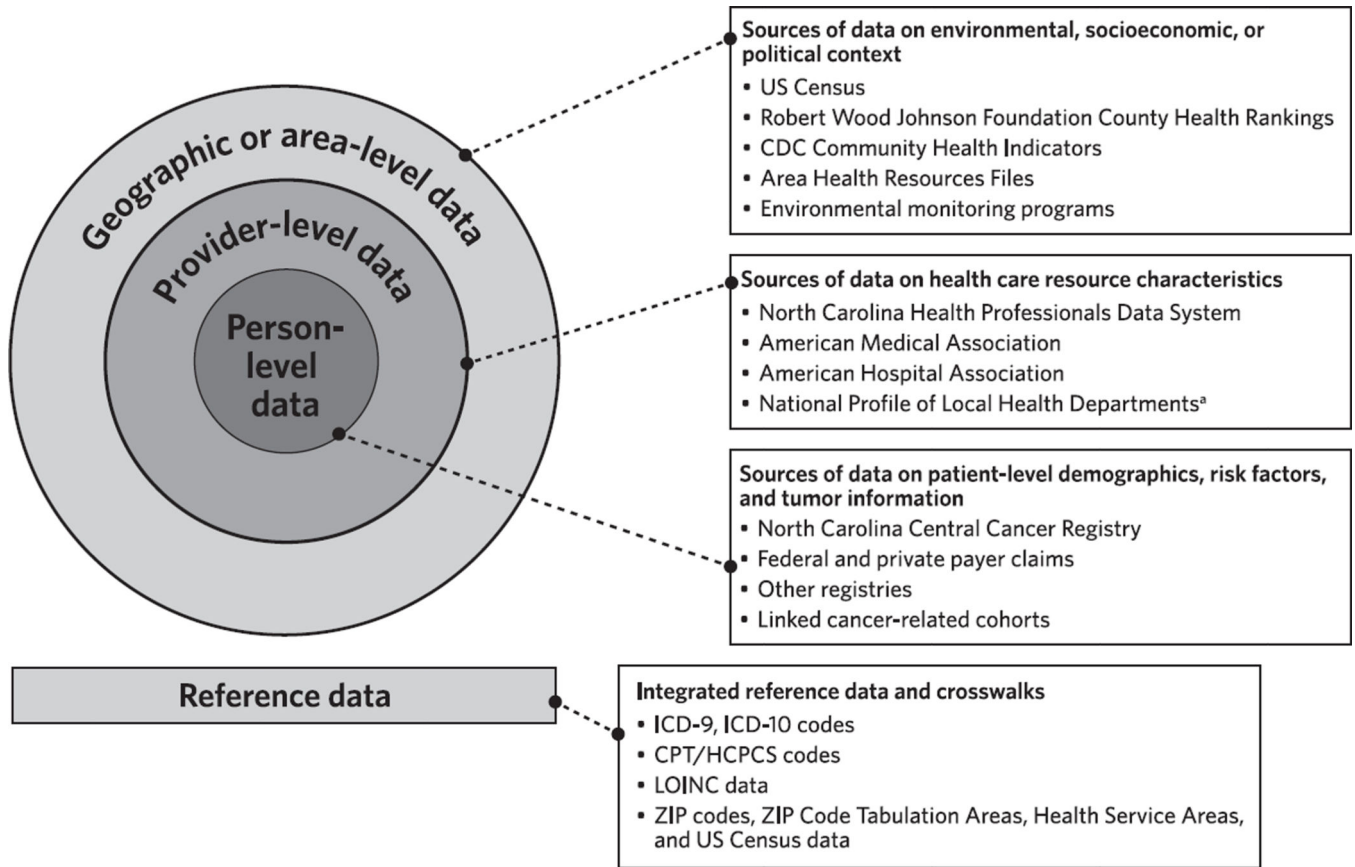 Geographic or area-level data
Provider-level data
Person-
level
data
Sources of data on environmental, socioeconomic, or
political context
▪ US Census
▪ Robert Wood Johnson Foundation County Health Rankings
▪ CDC Community Health Indicators
▪ Area Health Resources Files
▪ Environmental monitoring programs
Sources of data on health care resource characteristics
▪ North Carolina Health Professionals Data System
▪ American Medical Association
▪ American Hospital Association
▪ National Profile of Local Health Departmentsᵃ
Sources of data on patient-level demographics, risk factors,
and tumor information
▪ North Carolina Central Cancer Registry
▪ Federal and private payer claims
▪ Other registries
▪ Linked cancer-related cohorts
Reference data
Integrated reference data and crosswalks
▪ ICD-9, ICD-10 codes
▪ CPT/HCPCS codes
▪ LOINC data
▪ ZIP codes, ZIP Code Tabulation Areas, Health Service Areas,
and US Census data